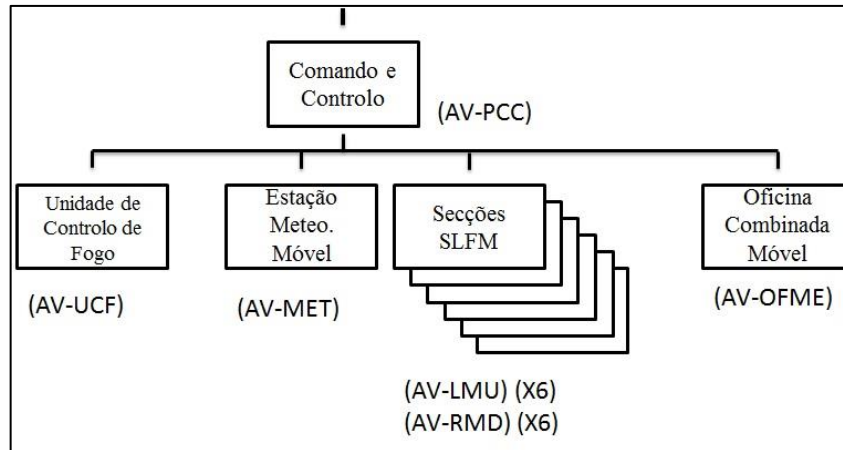 Comando e
Controlo
(AV-PCC)
Unidade de
Controlo de
Fogo
(AV-UCF)
Estação
Meteo.
Móvel
(AV-MET)
Secções
SLFM
(AV-LMU) (X6)
(AV-RMD) (X6)
Oficina
Combinada
Móvel
(AV-OFME)